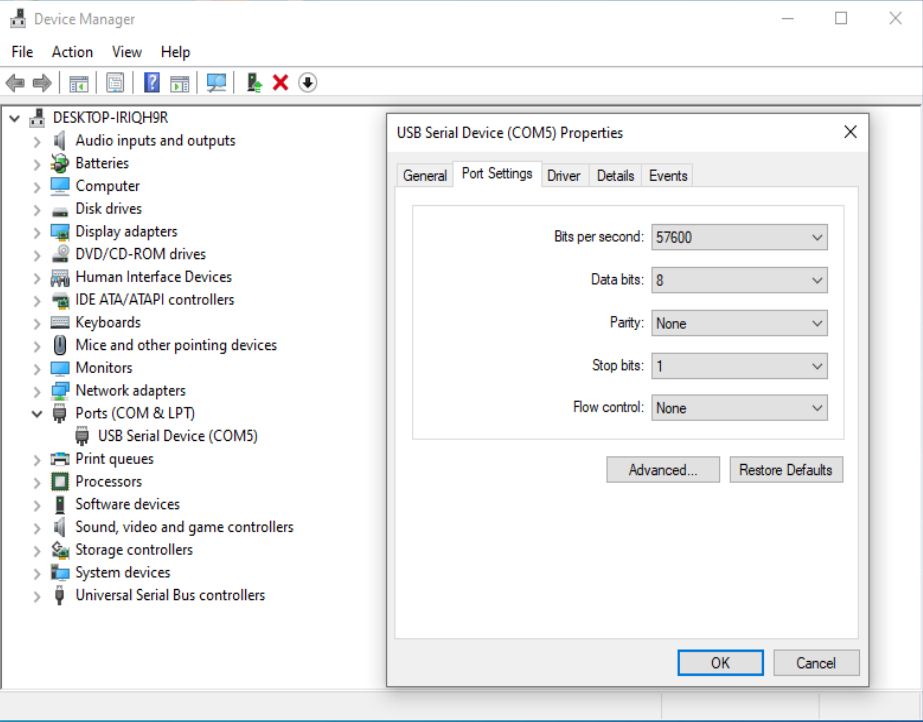 Device Manager
File Action View Help
DESKTOP-IRIQH9R
Audio inputs and outputs
Batteries
Computer
Disk drives
Display adapters
DVD/CD-ROM drives
Human Interface Devices
IDE ATA/ATAPI controllers
Keyboards
Mice and other pointing devices
Monitors
Network adapters
Ports (COM & LPT)
USB Serial Device (COM5)
Print queues
Processors
Software devices
Sound, video and game controllers
Storage controllers
System devices
Universal Serial Bus controllers
USB Serial Device (COM5) Properties
General Port Settings Driver Details Events
Bits per second: 57600
Data bits: 8
Parity: None
Stop bits: 1
Flow control: None
Advanced... Restore Defaults
OK Cancel